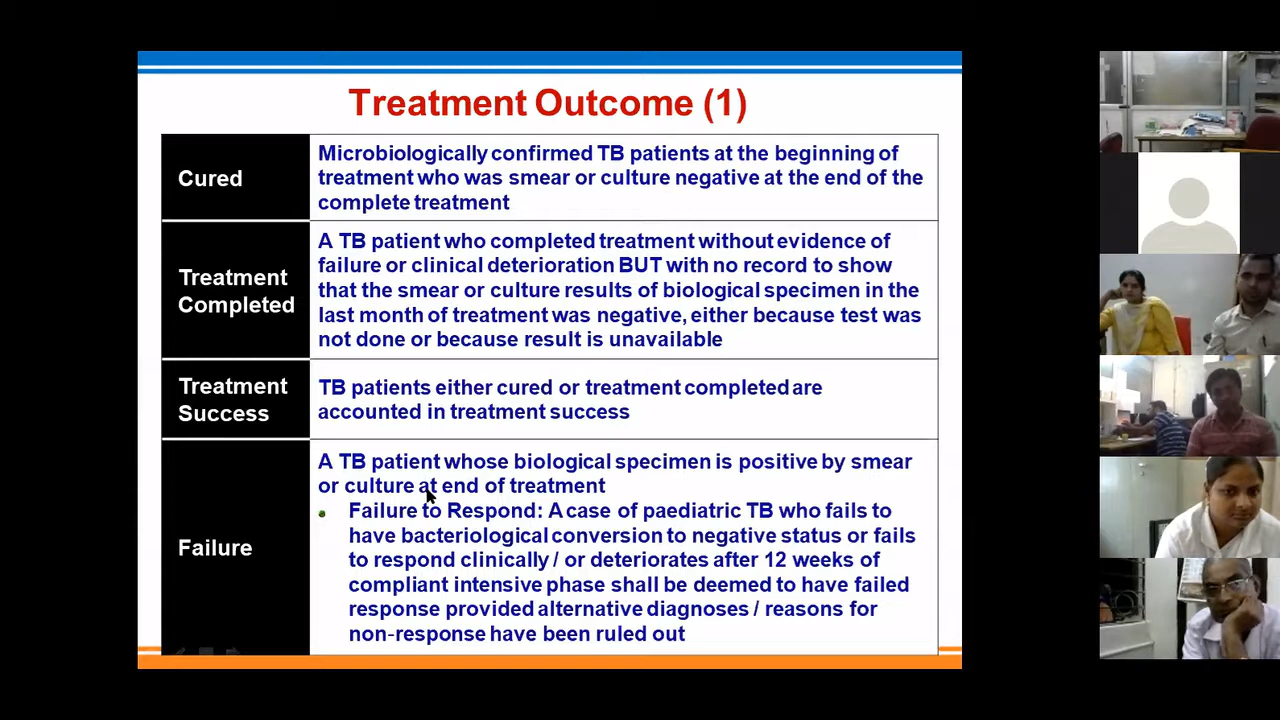 Treatment Outcome (1)
Cured
Microbiologically confirmed TB patients at the beginning of
treatment who was smear or culture negative at the end of the
complete treatment
Treatment
Completed
A TB patient who completed treatment without evidence of
failure or clinical deterioration BUT with no record to show
that the smear or culture results of biological specimen in the
last month of treatment was negative, either because test was
not done or because result is unavailable
Treatment
Success
TB patients either cured or treatment completed are
accounted in treatment success
Failure
A TB patient whose biological specimen is positive by smear
or culture at end of treatment
Failure to Respond: A case of paediatric TB who fails to
have bacteriological conversion to negative status or fails
to respond clinically / or deteriorates after 12 weeks of
compliant intensive phase shall be deemed to have failed
response provided alternative diagnoses / reasons for
non-response have been ruled out